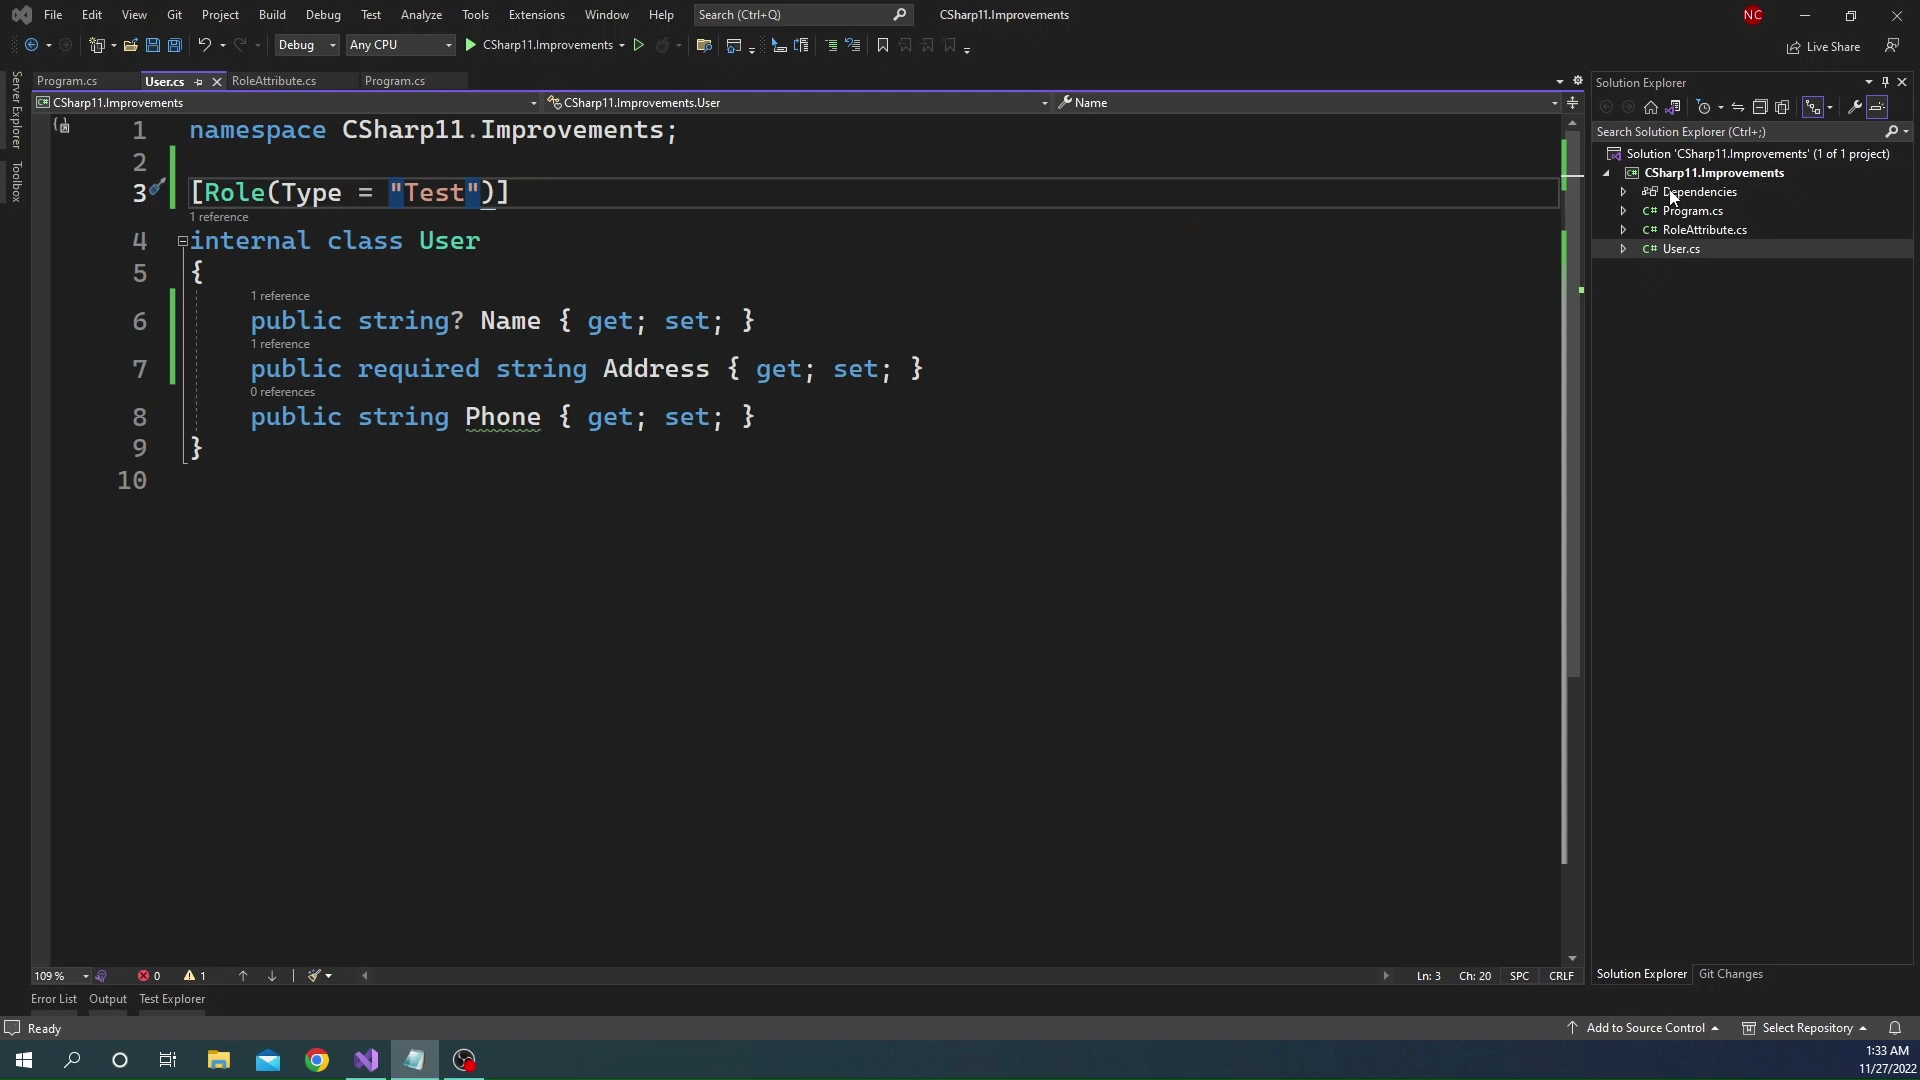 File Edit View Git Project Build Debug Test Analyze Tools Extensions Window Help Search (Ctrl+Q) CSharp11.Improvements NC
Debug Any CPU CSharp11.Improvements Live Share
Server Explorer
Toolbox
Program.cs User.cs RoleAttribute.cs Program.cs
CSharp11.Improvements CSharp11.Improvements.User Name
1 namespace CSharp11.Improvements;
2
3 [Role(Type = "Test")]
1 reference
4 internal class User
5 {
1 reference
6 public string? Name { get; set; }
1 reference
7 public required string Address { get; set; }
0 references
8 public string Phone { get; set; }
9 }
10
109 % 0 1 Ln: 3 Ch: 20 SPC CRLF
Solution Explorer
Search Solution Explorer (Ctrl+;)
Solution 'CSharp11.Improvements' (1 of 1 project)
CSharp11.Improvements
Dependencies
C# Program.cs
C# RoleAttribute.cs
C# User.cs
Solution Explorer Git Changes
Error List Output Test Explorer
Ready Add to Source Control Select Repository
1:33 AM
11/27/2022